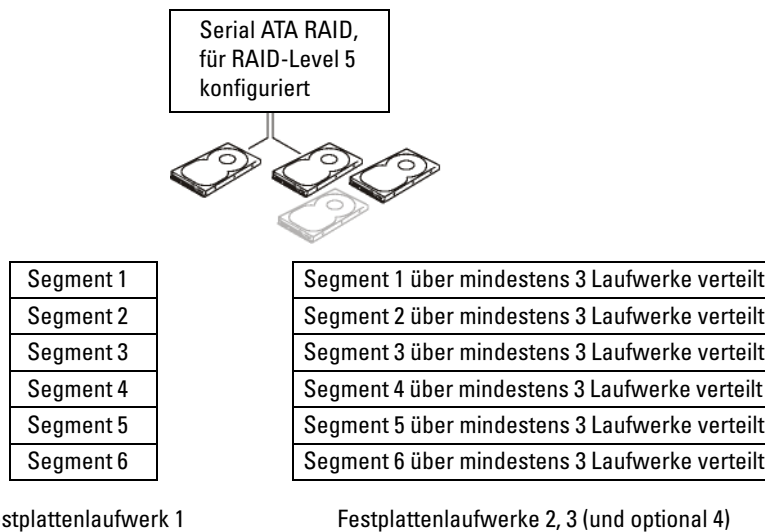 Serial ATA RAID,
für RAID-Level 5
konfiguriert
Segment 1
Segment 1 über mindestens 3 Laufwerke verteilt
Segment 2
Segment 2 über mindestens 3 Laufwerke verteilt
Segment 3
Segment 3 über mindestens 3 Laufwerke verteilt
Segment 4
Segment 4 über mindestens 3 Laufwerke verteilt
Segment 5
Segment 5 über mindestens 3 Laufwerke verteilt
Segment 6
Segment 6 über mindestens 3 Laufwerke verteilt
stplattenlaufwerk 1
Festplattenlaufwerke 2, 3 (und optional 4)